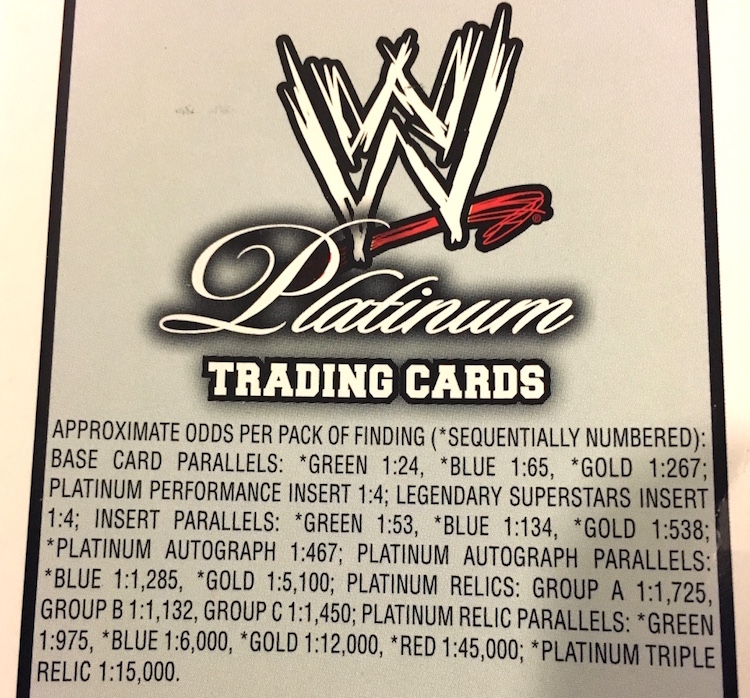 W
Platinum
TRADING CARDS
APPROXIMATE ODDS PER PACK OF FINDING (*SEQUENTIALLY NUMBERED):
BASE CARD PARALLELS: *GREEN 1:24, *BLUE 1:65, *GOLD 1:267;
PLATINUM PERFORMANCE INSERT 1:4; LEGENDARY SUPERSTARS INSERT
1:4; INSERT PARALLELS: *GREEN 1:53, *BLUE 1:134, *GOLD 1:538;
*PLATINUM AUTOGRAPH 1:467; PLATINUM AUTOGRAPH PARALLELS:
*BLUE 1:1,285, *GOLD 1:5,100; PLATINUM RELICS: GROUP A 1:1,725,
GROUP B 1:1,132, GROUP C 1:1,450; PLATINUM RELIC PARALLELS: *GREEN
1:975, *BLUE 1:6,000, *GOLD 1:12,000, *RED 1:45,000; *PLATINUM TRIPLE
RELIC 1:15,000.